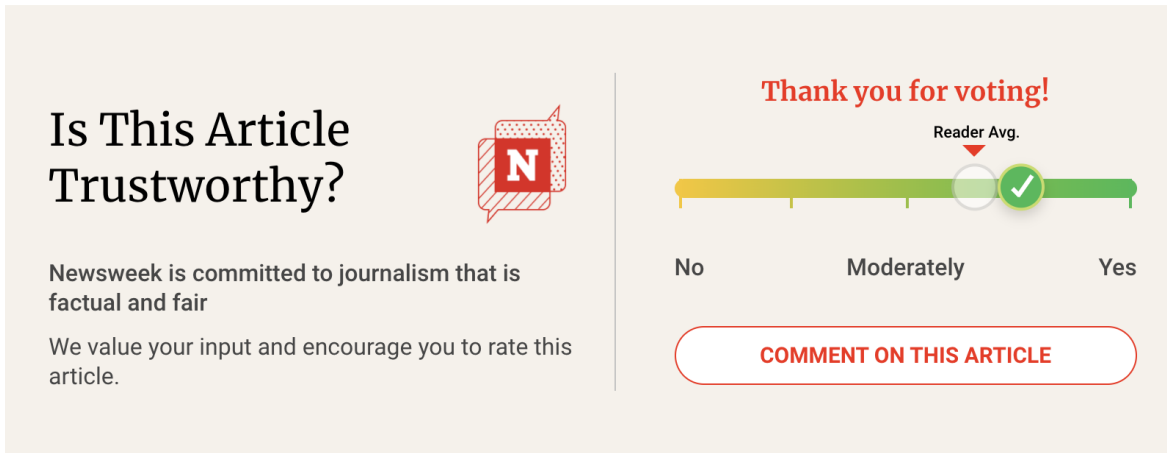 Is This Article
Trustworthy?
N
Newsweek is committed to journalism that is
factual and fair
We value your input and encourage you to rate this
article.
Thank you for voting!
Reader Avg.
No Moderately Yes
COMMENT ON THIS ARTICLE